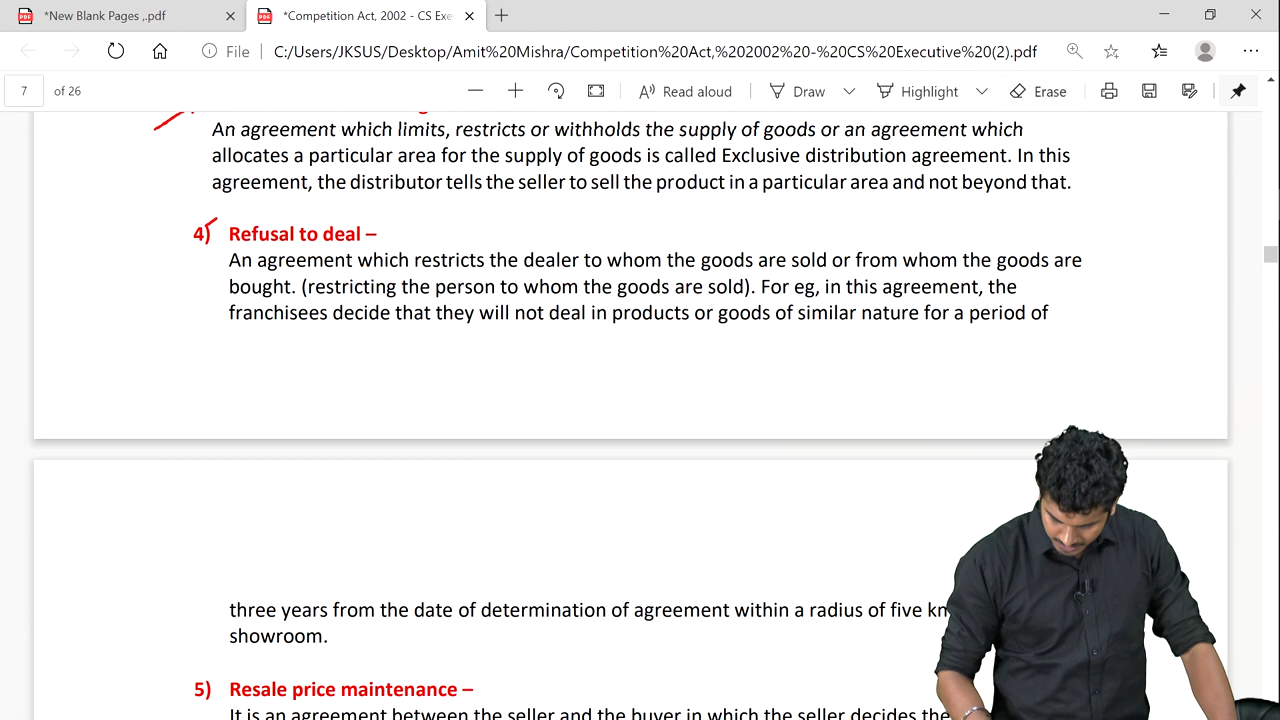 *New Blank Pages ,.pdf
*Competition Act, 2002 - CS Exe
File
C:/Users/JKSUS/Desktop/Amit%20Mishra/Competition%20Act,%202002%20-%20CS%20Executive%20(2).pdf
7 of 26
Read aloud
Draw
Highlight
Erase
An agreement which limits, restricts or withholds the supply of goods or an agreement which
allocates a particular area for the supply of goods is called Exclusive distribution agreement. In this
agreement, the distributor tells the seller to sell the product in a particular area and not beyond that.
4) Refusal to deal –
An agreement which restricts the dealer to whom the goods are sold or from whom the goods are
bought. (restricting the person to whom the goods are sold). For eg, in this agreement, the
franchisees decide that they will not deal in products or goods of similar nature for a period of
three years from the date of determination of agreement within a radius of five
showroom.
5) Resale price maintenance –
It is an agreement between the seller and the buyer in which the seller decides the